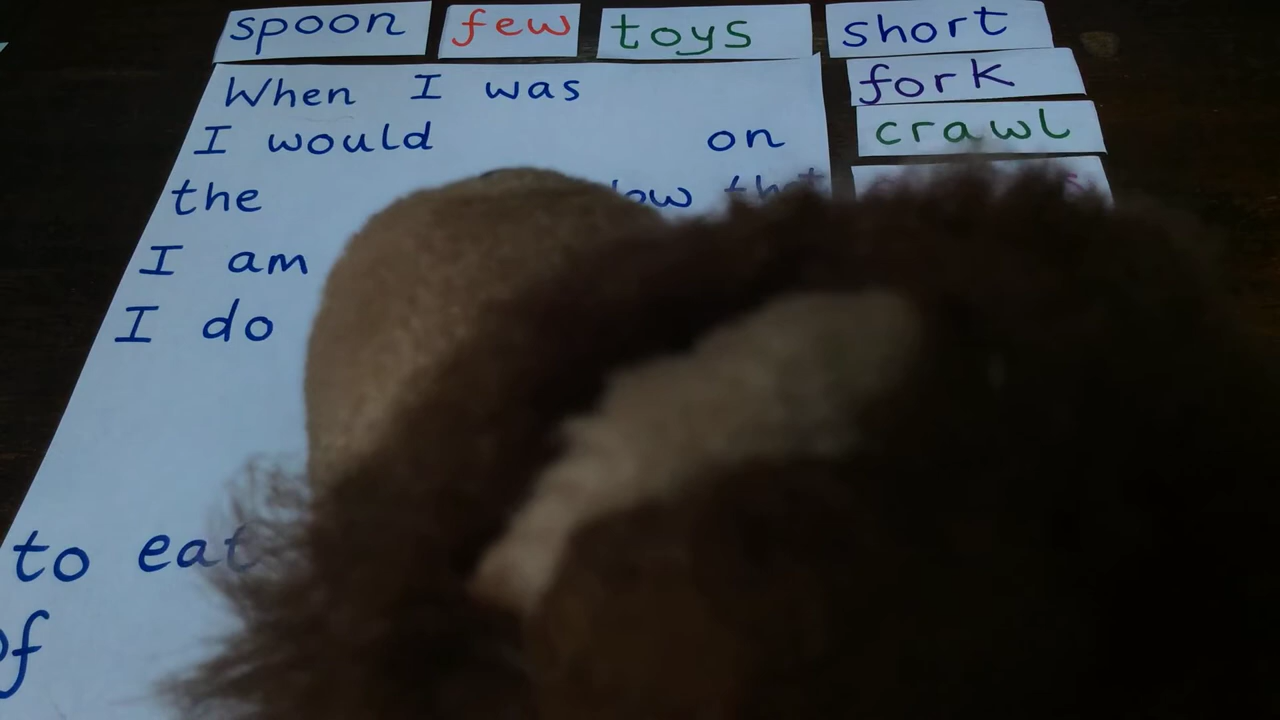 spoon few toys short
fork
crawl
When I was
I would on
the
I am
I do
to eat